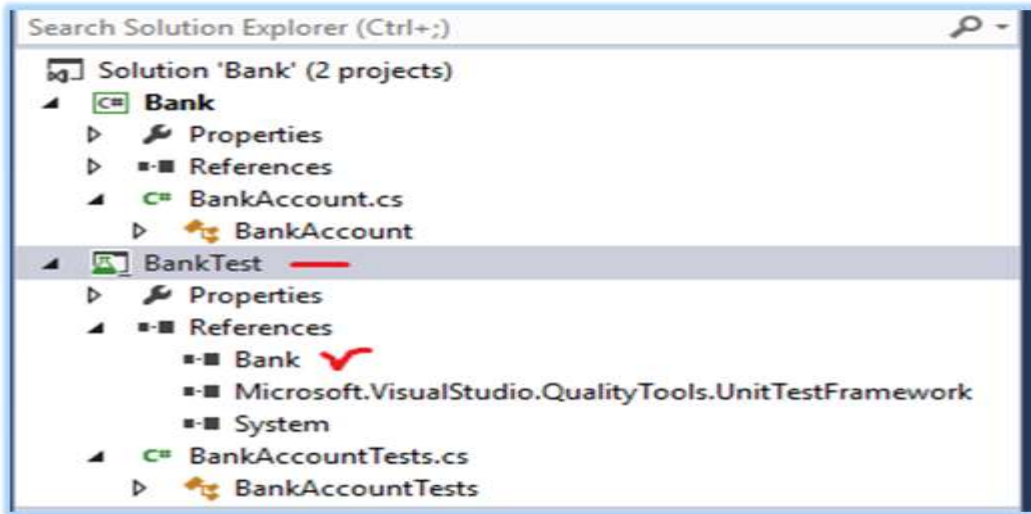 Search Solution Explorer (Ctrl+;)
Solution 'Bank' (2 projects)
C# Bank
Properties
References
C# BankAccount.cs
BankAccount
BankTest
Properties
References
Bank
Microsoft.VisualStudio.QualityTools.UnitTestFramework
System
C# BankAccountTests.cs
BankAccountTests